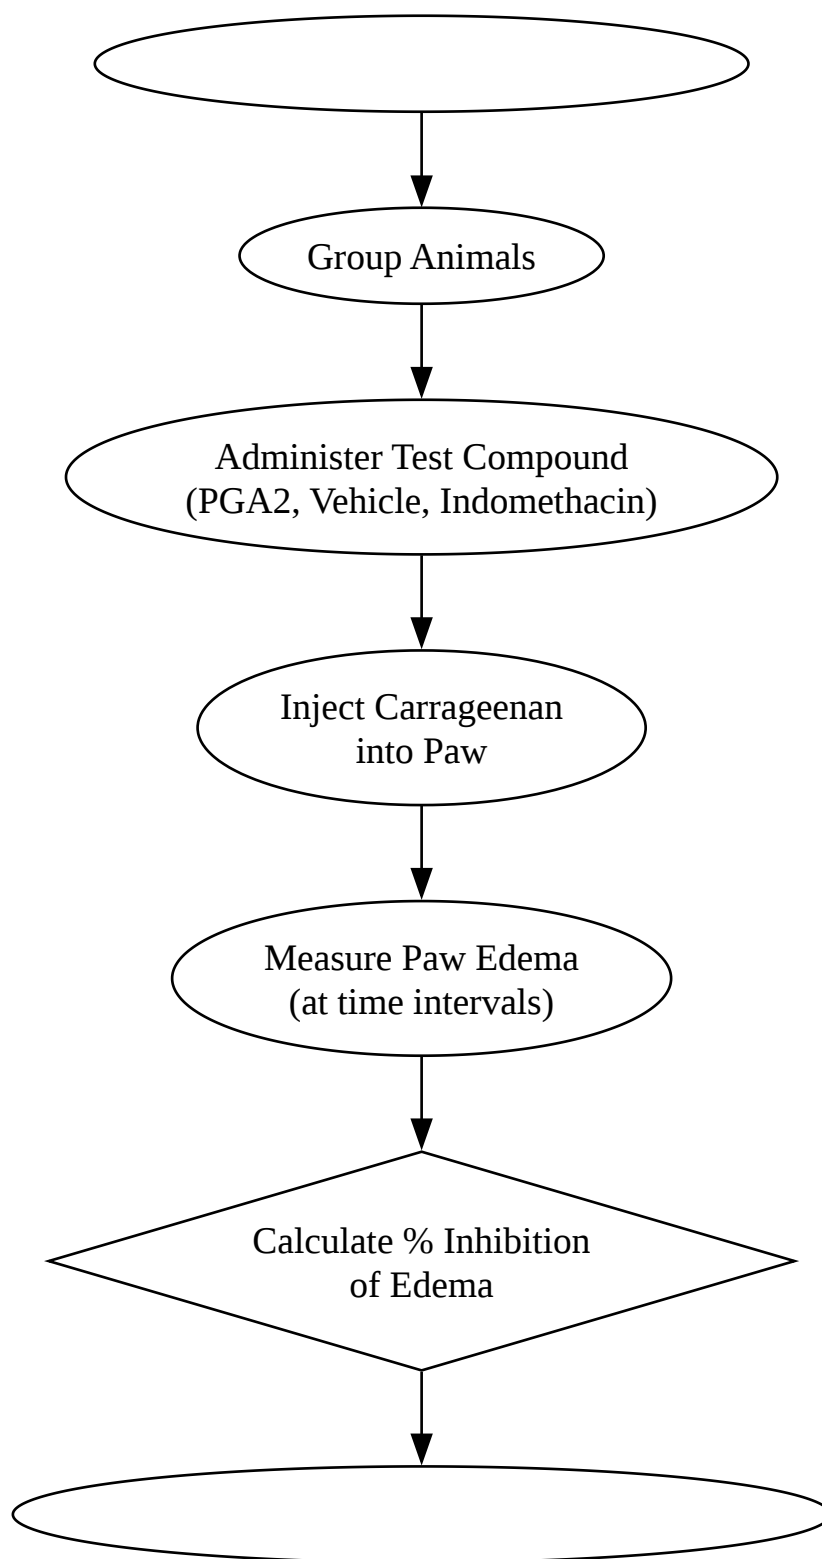 Group Animals
Administer Test Compound
(PGA2, Vehicle, Indomethacin)
Inject Carrageenan
into Paw
Measure Paw Edema
(at time intervals)
Calculate % Inhibition
of Edema